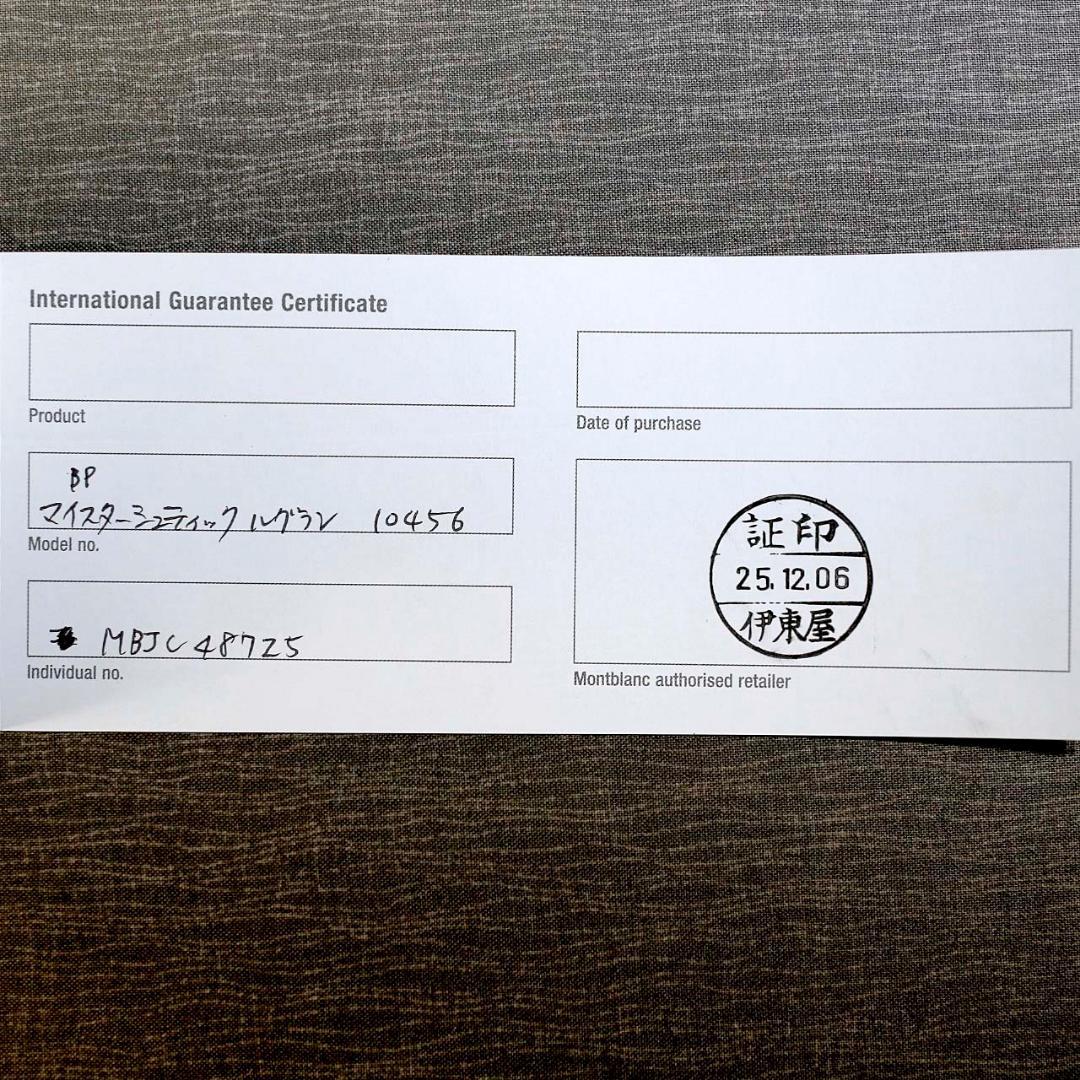 International Guarantee Certificate
Product
Date of purchase
BP
マイスターシュティック ルグラン 10456
Model no.
証印
25.12.06
伊東屋
MBJC48725
Individual no.
Montblanc authorised retailer